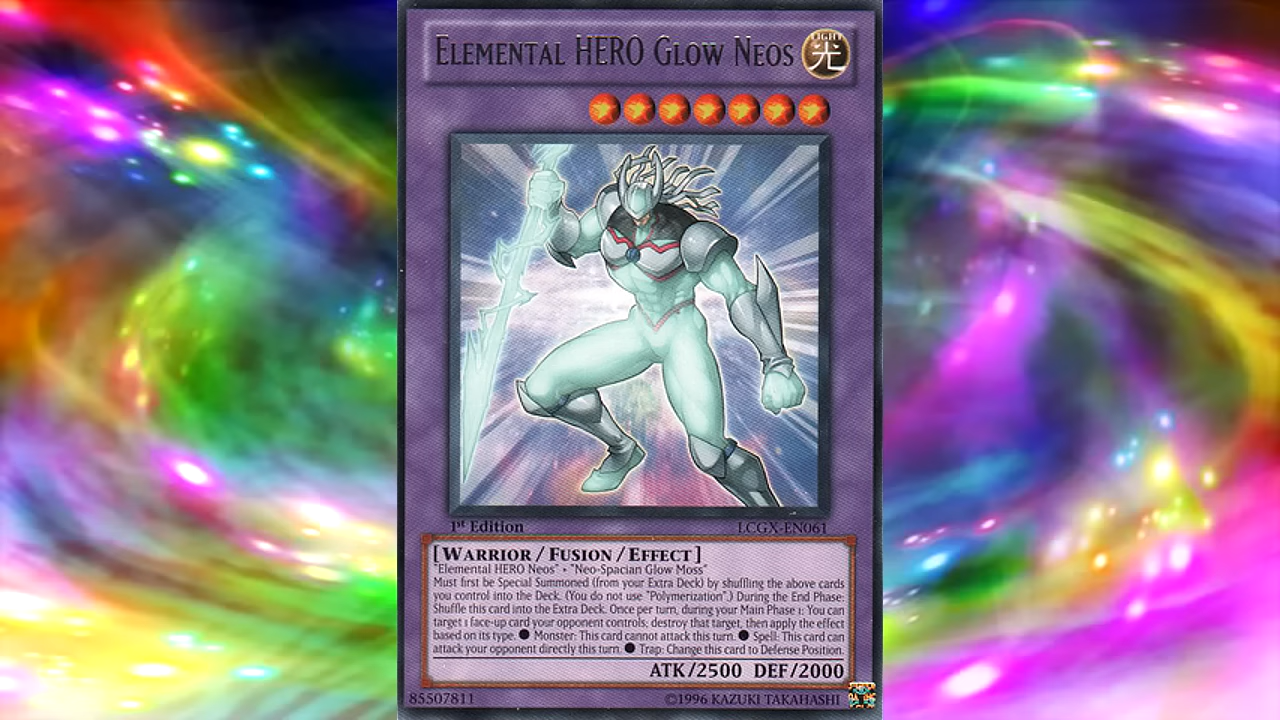 ELEMENTAL HERO GLOW NEOS
LIGHT
光
1st Edition
LCGX-EN061
[WARRIOR / FUSION / EFFECT]
"Elemental HERO Neos" + "Neo-Spacian Glow Moss"
Must first be Special Summoned (from your Extra Deck) by shuffling the above cards
you control into the Deck. (You do not use "Polymerization".) During the End Phase:
Shuffle this card into the Extra Deck. Once per turn, during your Main Phase 1: You can
target 1 face-up card your opponent controls; destroy that target, then apply the effect
based on its type. ● Monster: This card cannot attack this turn. ● Spell: This card can
attack your opponent directly this turn. ● Trap: Change this card to Defense Position.
ATK/2500 DEF/2000
85507811
©1996 KAZUKI TAKAHASHI